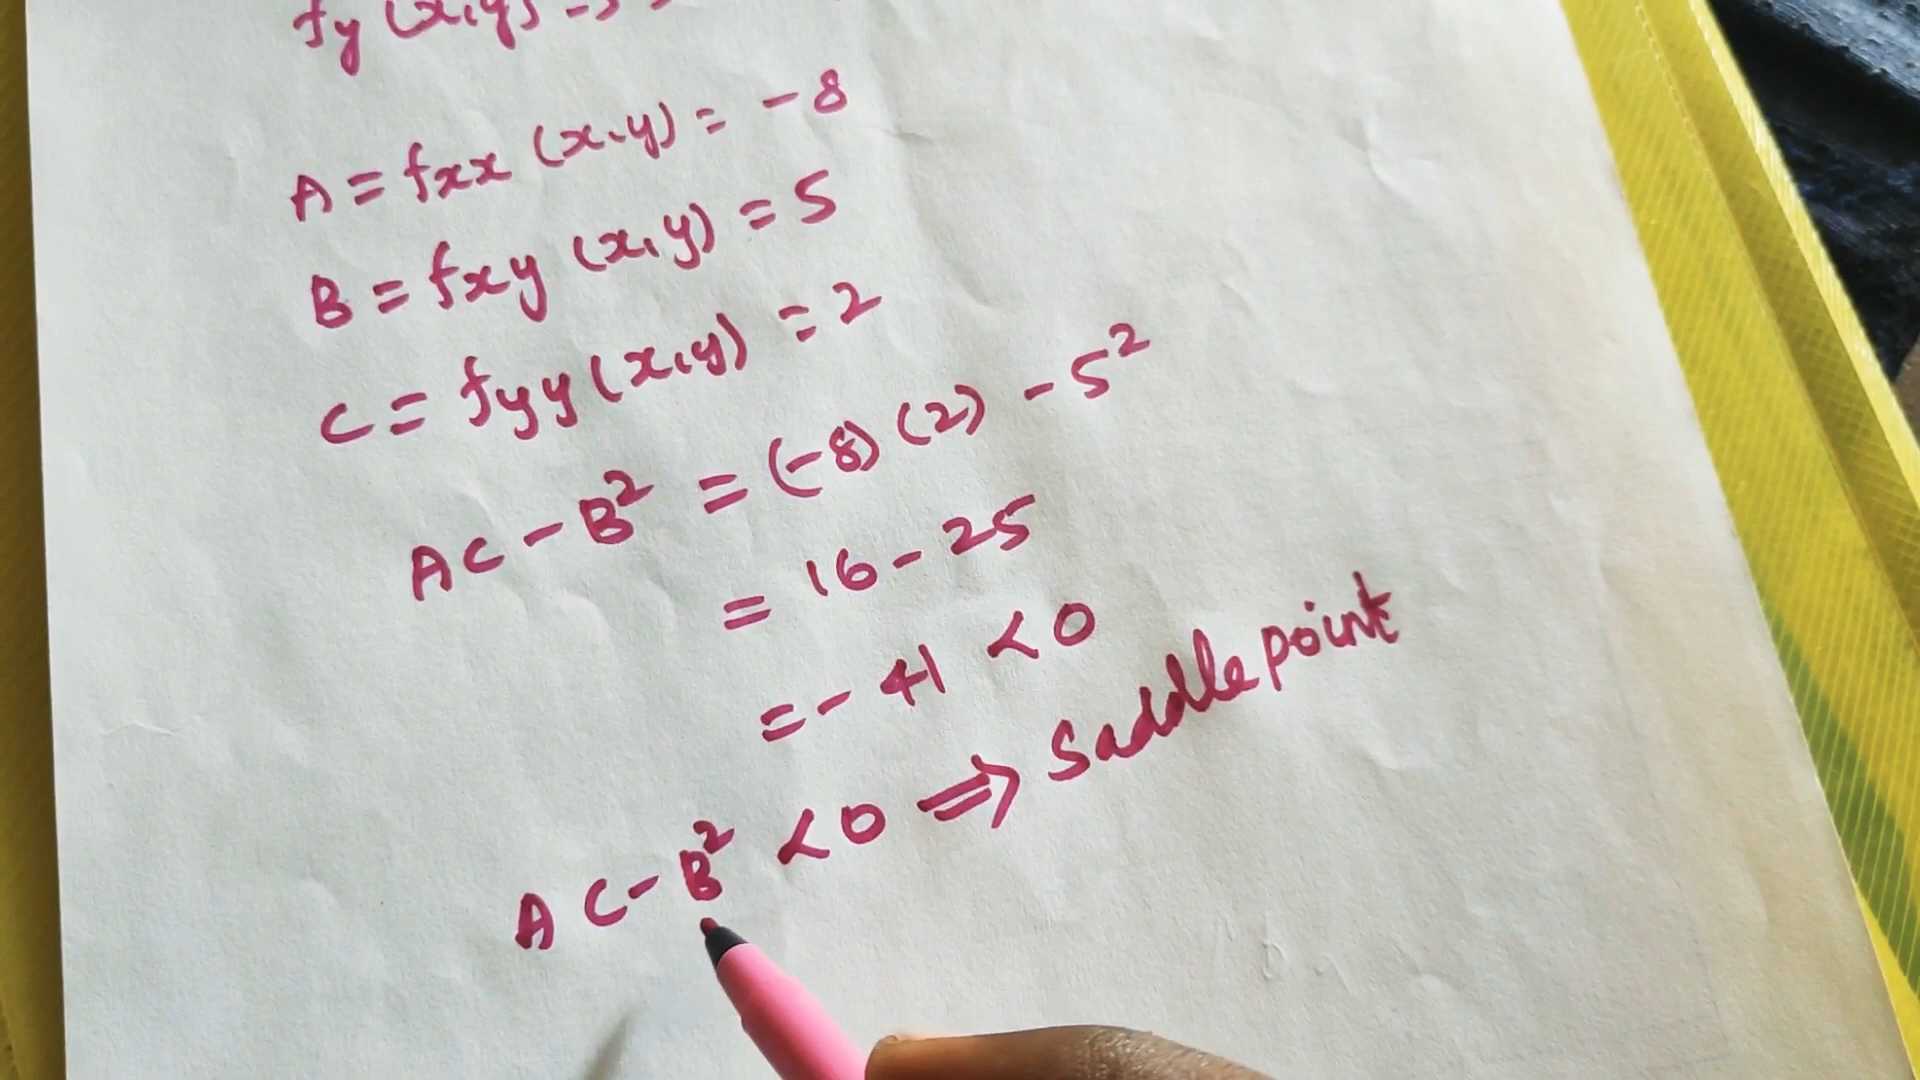 fy (x,y)
A = fxx (x,y) = -8
B = fxy (x,y) = 5
C = fyy (x,y) = 2
AC - B² = (-8) (2) - 5²
= 16 - 25
= - 41 < 0
AC - B² < 0 ⇒ Saddle point